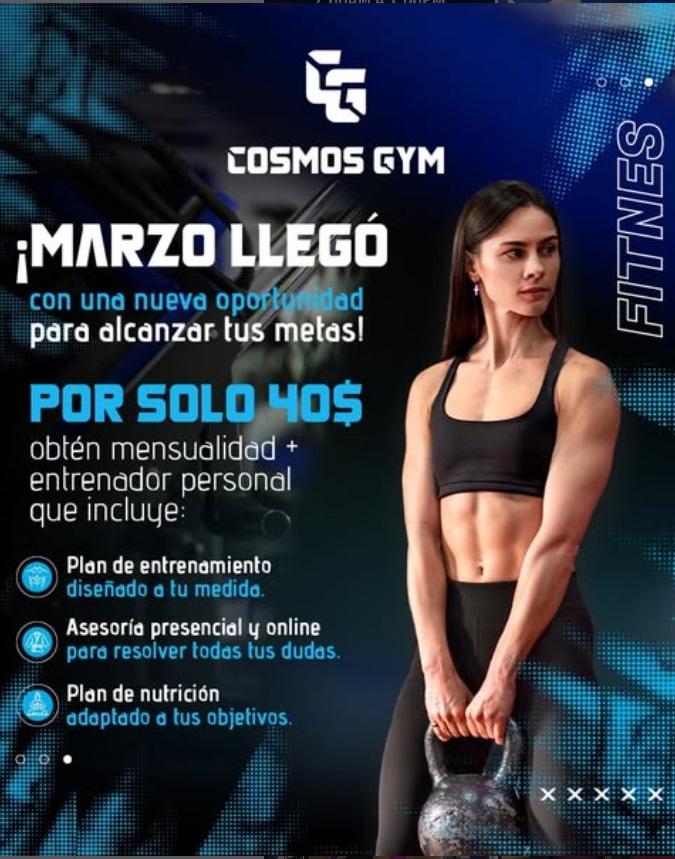 COSMOS GYM
FITNES
¡MARZO LLEGÓ
con una nueva oportunidad
para alcanzar tus metas!
POR SOLO 40$
obtén mensualidad +
entrenador personal
que incluye:
Plan de entrenamiento
diseñado a tu medida.
Asesoría presencial y online
para resolver todas tus dudas.
Plan de nutrición
adaptado a tus objetivos.